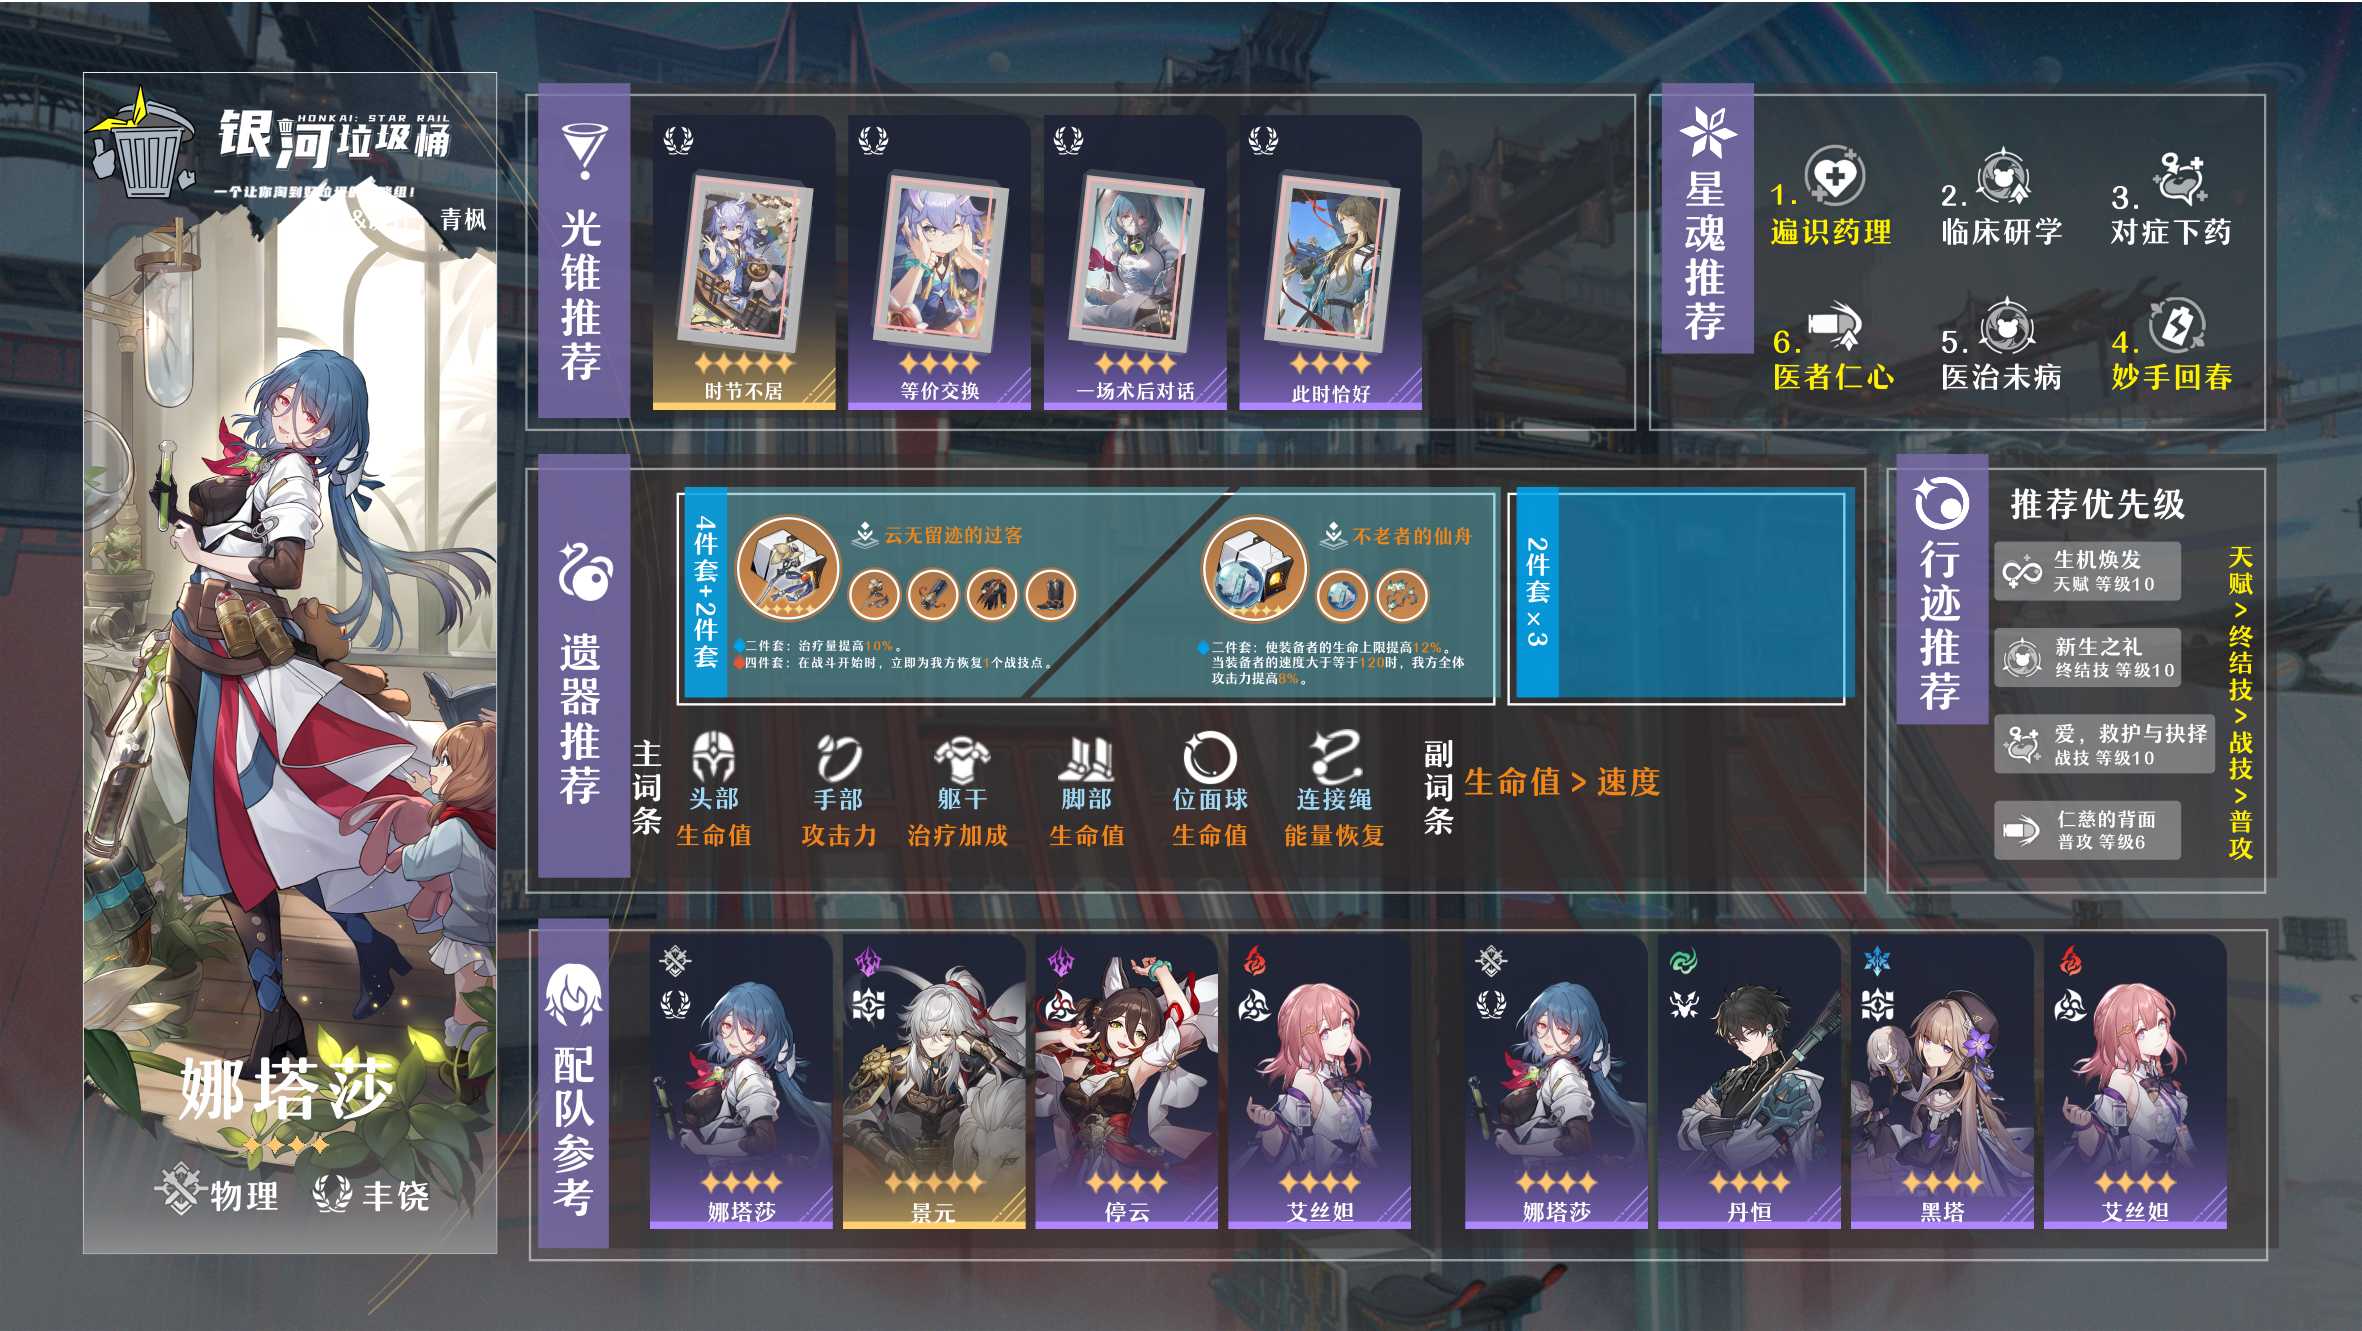 银河垃圾桶
HONKAI: STAR RAIL
青枫
娜塔莎
物理 丰饶
光锥推荐
时节不居
等价交换
一场术后对话
此时恰好
星魂推荐
1.
遍识药理
2.
临床研学
3.
对症下药
6.
医者仁心
5.
医治未病
4.
妙手回春
遗器推荐
4件套+2件套
云无留迹的过客
二件套：治疗量提高10%。
四件套：在战斗开始时，立即为我方恢复1个战技点。
不老者的仙舟
二件套：使装备者的生命上限提高12%。
当装备者的速度大于等于120时，我方全体
攻击力提高8%。
2件套×3
主词条
头部
生命值
手部
攻击力
躯干
治疗加成
脚部
生命值
位面球
生命值
连接绳
能量恢复
副词条
生命值 > 速度
行迹推荐
推荐优先级
生机焕发
天赋 等级10
新生之礼
终结技 等级10
爱，救护与抉择
战技 等级10
仁慈的背面
普攻 等级6
天赋>终结技>战技>普攻
配队参考
娜塔莎
景元
停云
艾丝妲
娜塔莎
丹恒
黑塔
艾丝妲